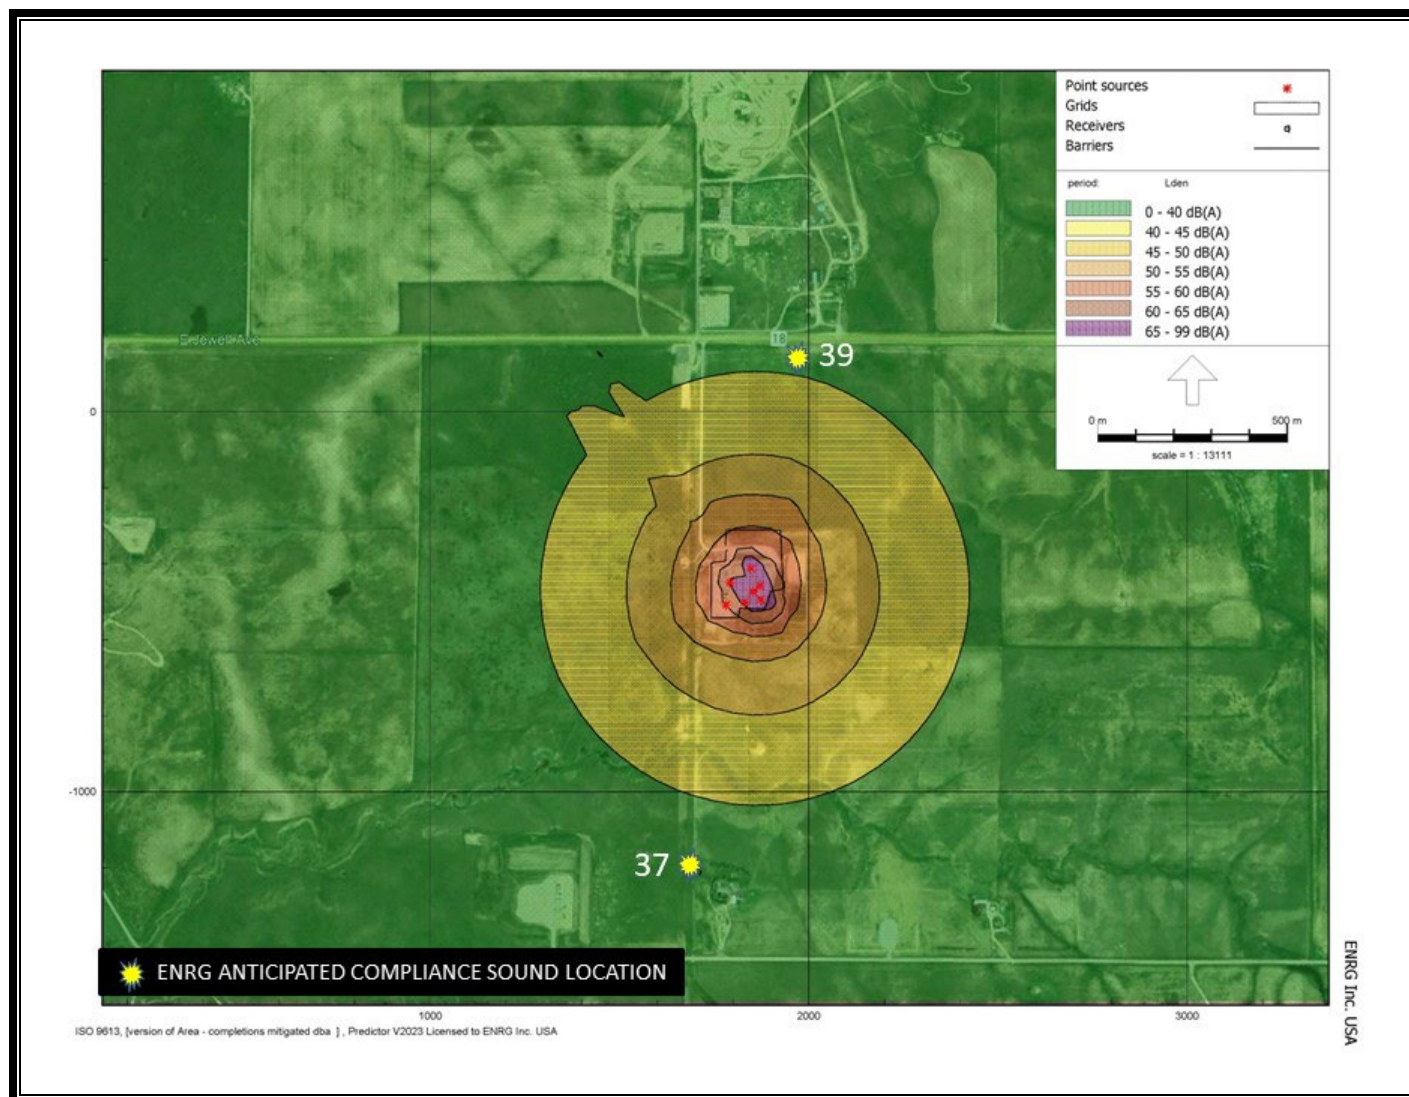 Point sources
Grids
Receivers
Barriers
period: Lden
0 - 40 dB(A)
40 - 45 dB(A)
45 - 50 dB(A)
50 - 55 dB(A)
55 - 60 dB(A)
60 - 65 dB(A)
65 - 99 dB(A)
0 m 500 m
scale = 1 : 13111
E Jewell Ave
18
39
0
-1000
37
ENRG ANTICIPATED COMPLIANCE SOUND LOCATION
1000 2000 3000
ENRG Inc. USA
ISO 9613, [version of Area - completions mitigated dba ] , Predictor V2023 Licensed to ENRG Inc. USA